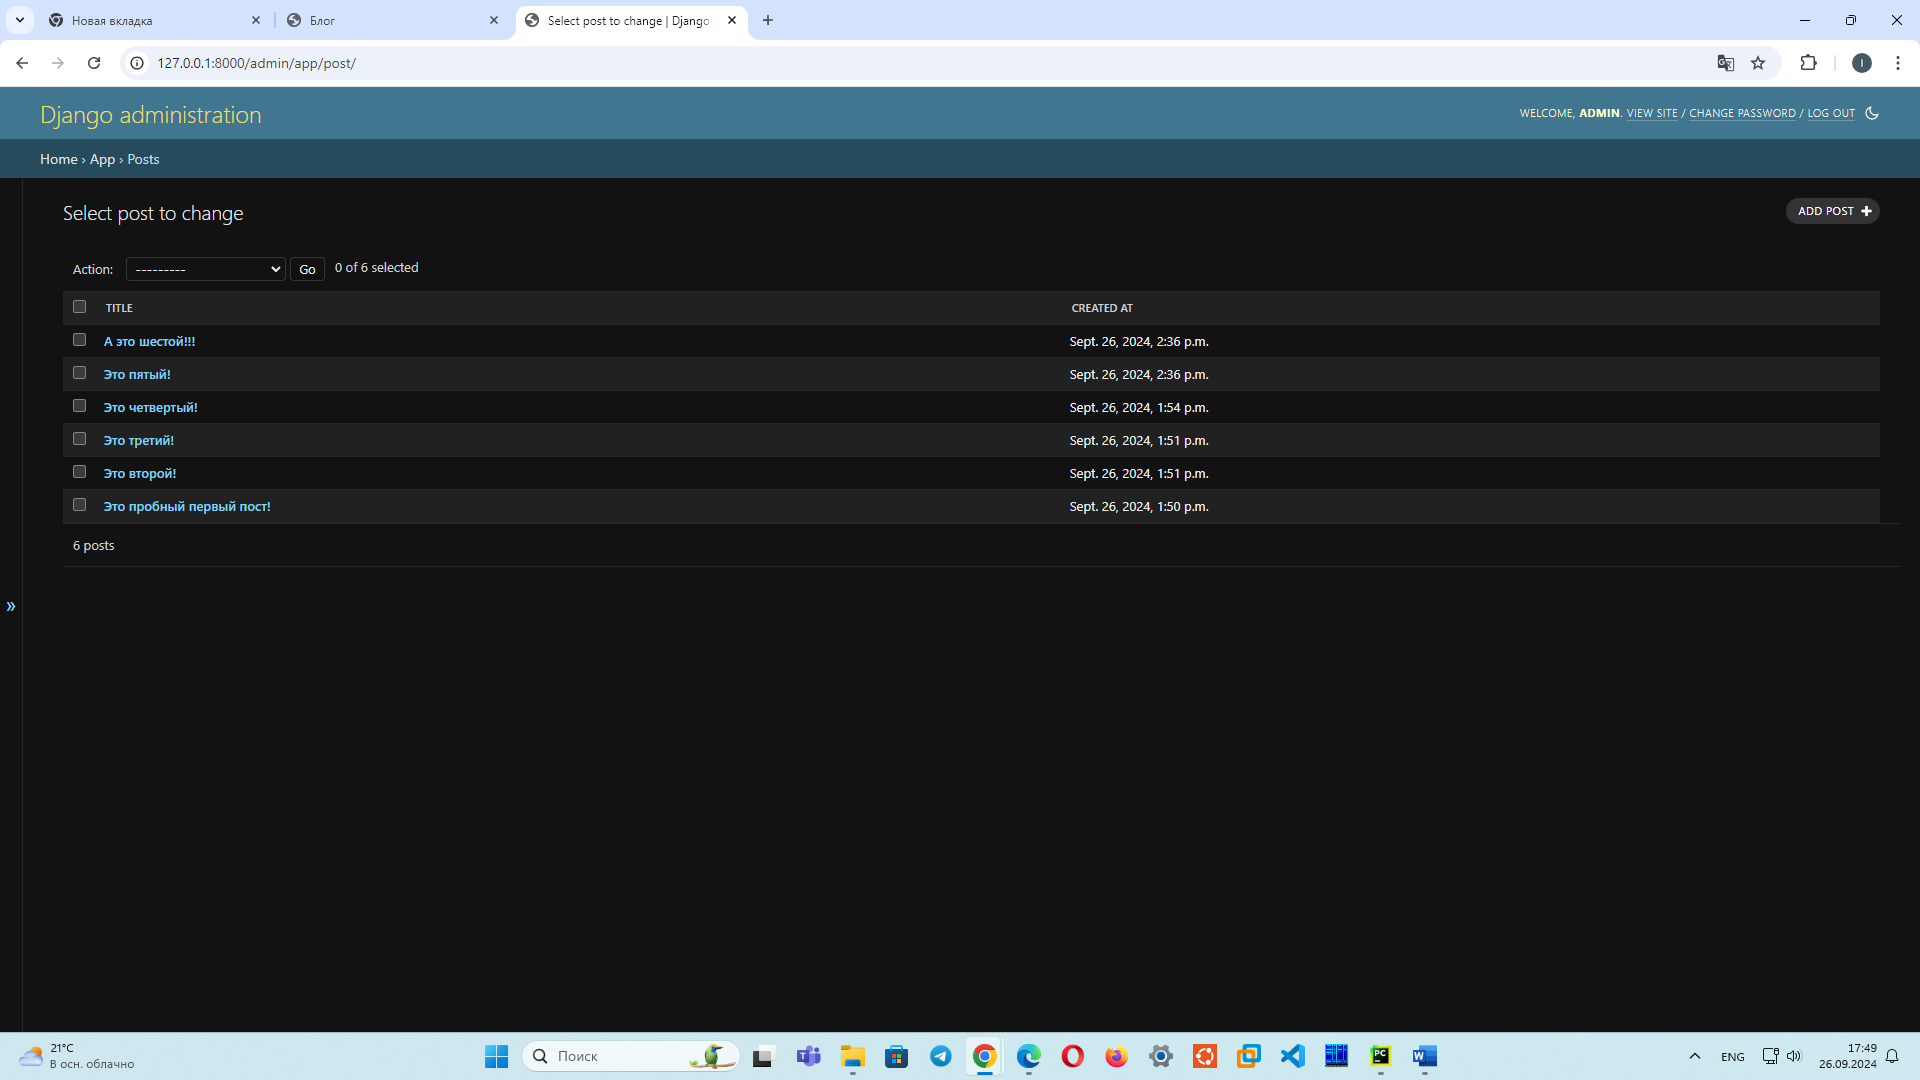 Новая вкладка
Блог
Select post to change | Django
127.0.0.1:8000/admin/app/post/
Django administration
WELCOME, ADMIN. VIEW SITE / CHANGE PASSWORD / LOG OUT
Home › App › Posts
Select post to change
ADD POST
Action: --------- Go 0 of 6 selected
TITLE CREATED AT
А это шестой!!! Sept. 26, 2024, 2:36 p.m.
Это пятый! Sept. 26, 2024, 2:36 p.m.
Это четвертый! Sept. 26, 2024, 1:54 p.m.
Это третий! Sept. 26, 2024, 1:51 p.m.
Это второй! Sept. 26, 2024, 1:51 p.m.
Это пробный первый пост! Sept. 26, 2024, 1:50 p.m.
6 posts
»
21°C
В осн. облачно
Поиск
ENG
17:49
26.09.2024